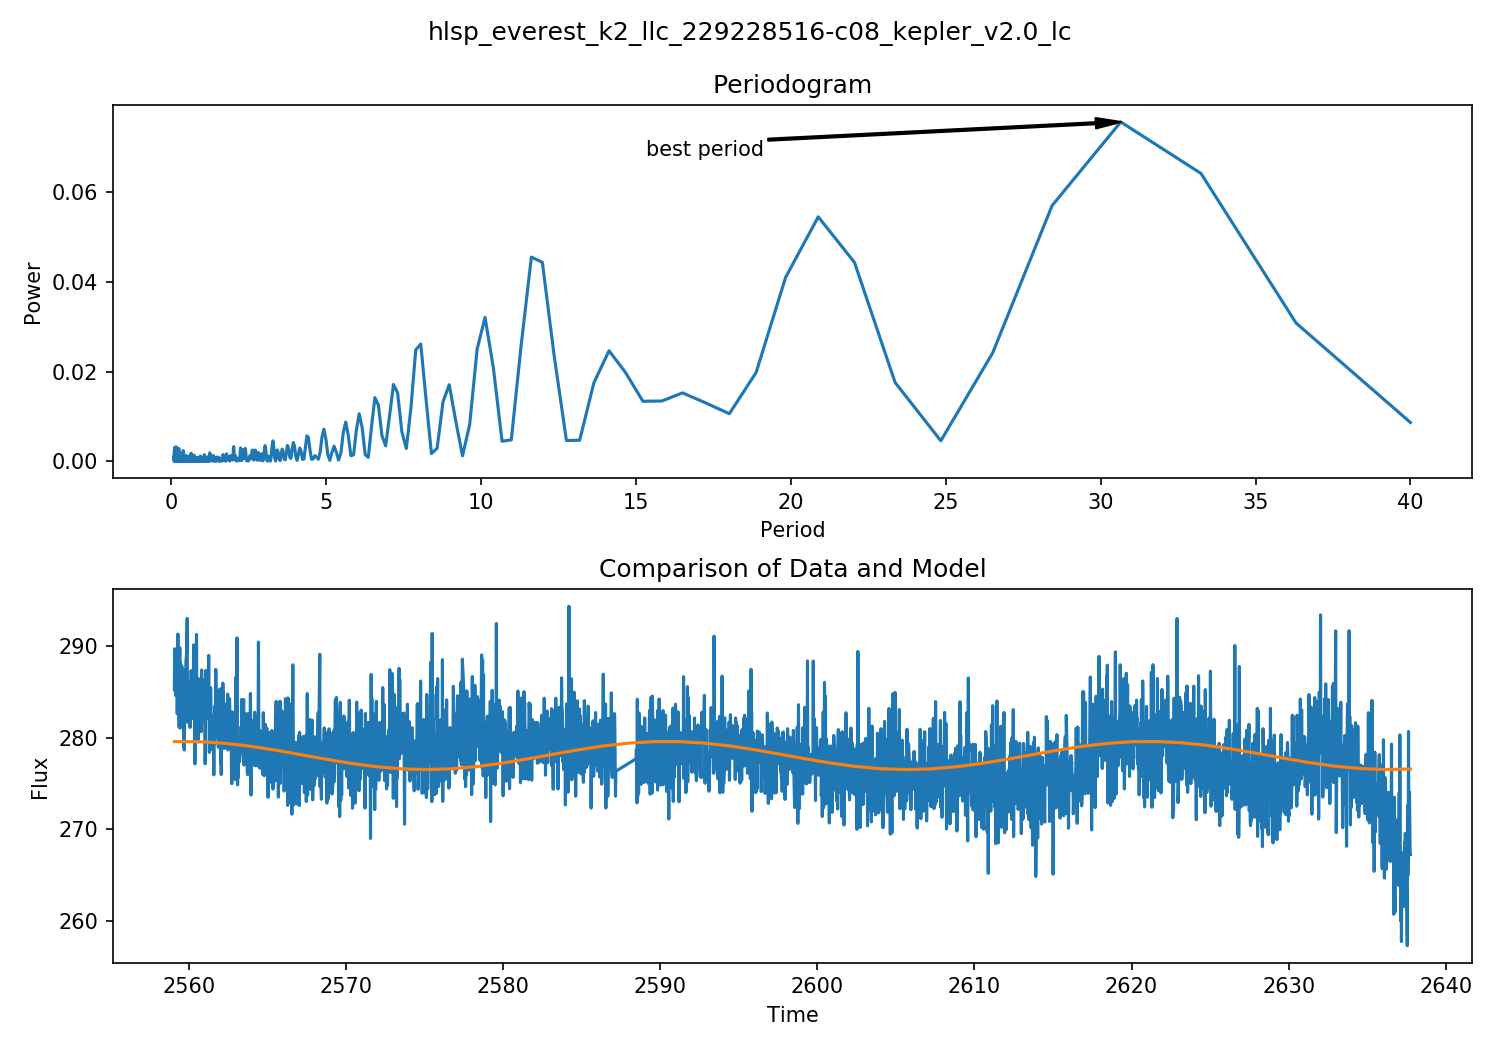 hlsp_everest_k2_llc_229228516-c08_kepler_v2.0_lc
Periodogram
best period
Power
0.06
0.04
0.02
0.00
0 5 10 15 20 25 30 35 40
Period
Comparison of Data and Model
Flux
290
280
270
260
2560 2570 2580 2590 2600 2610 2620 2630 2640
Time